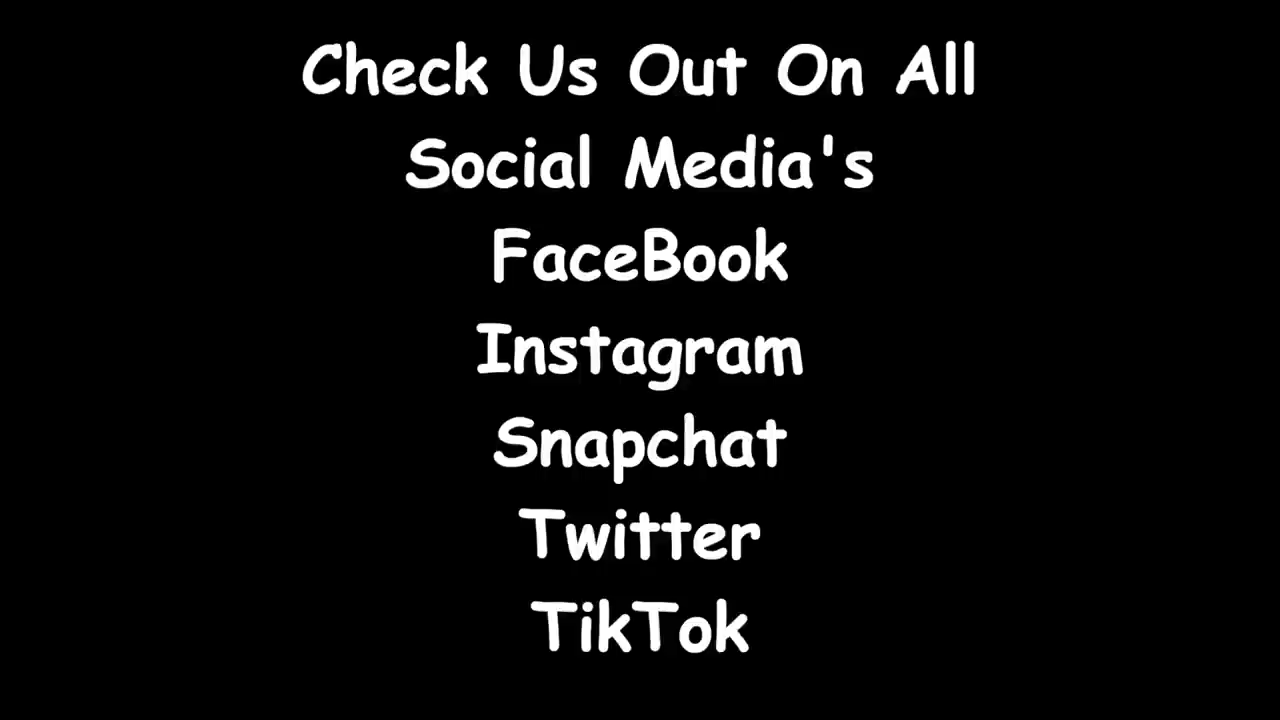 Check Us Out On All
Social Media's
FaceBook
Instagram
Snapchat
Twitter
TikTok